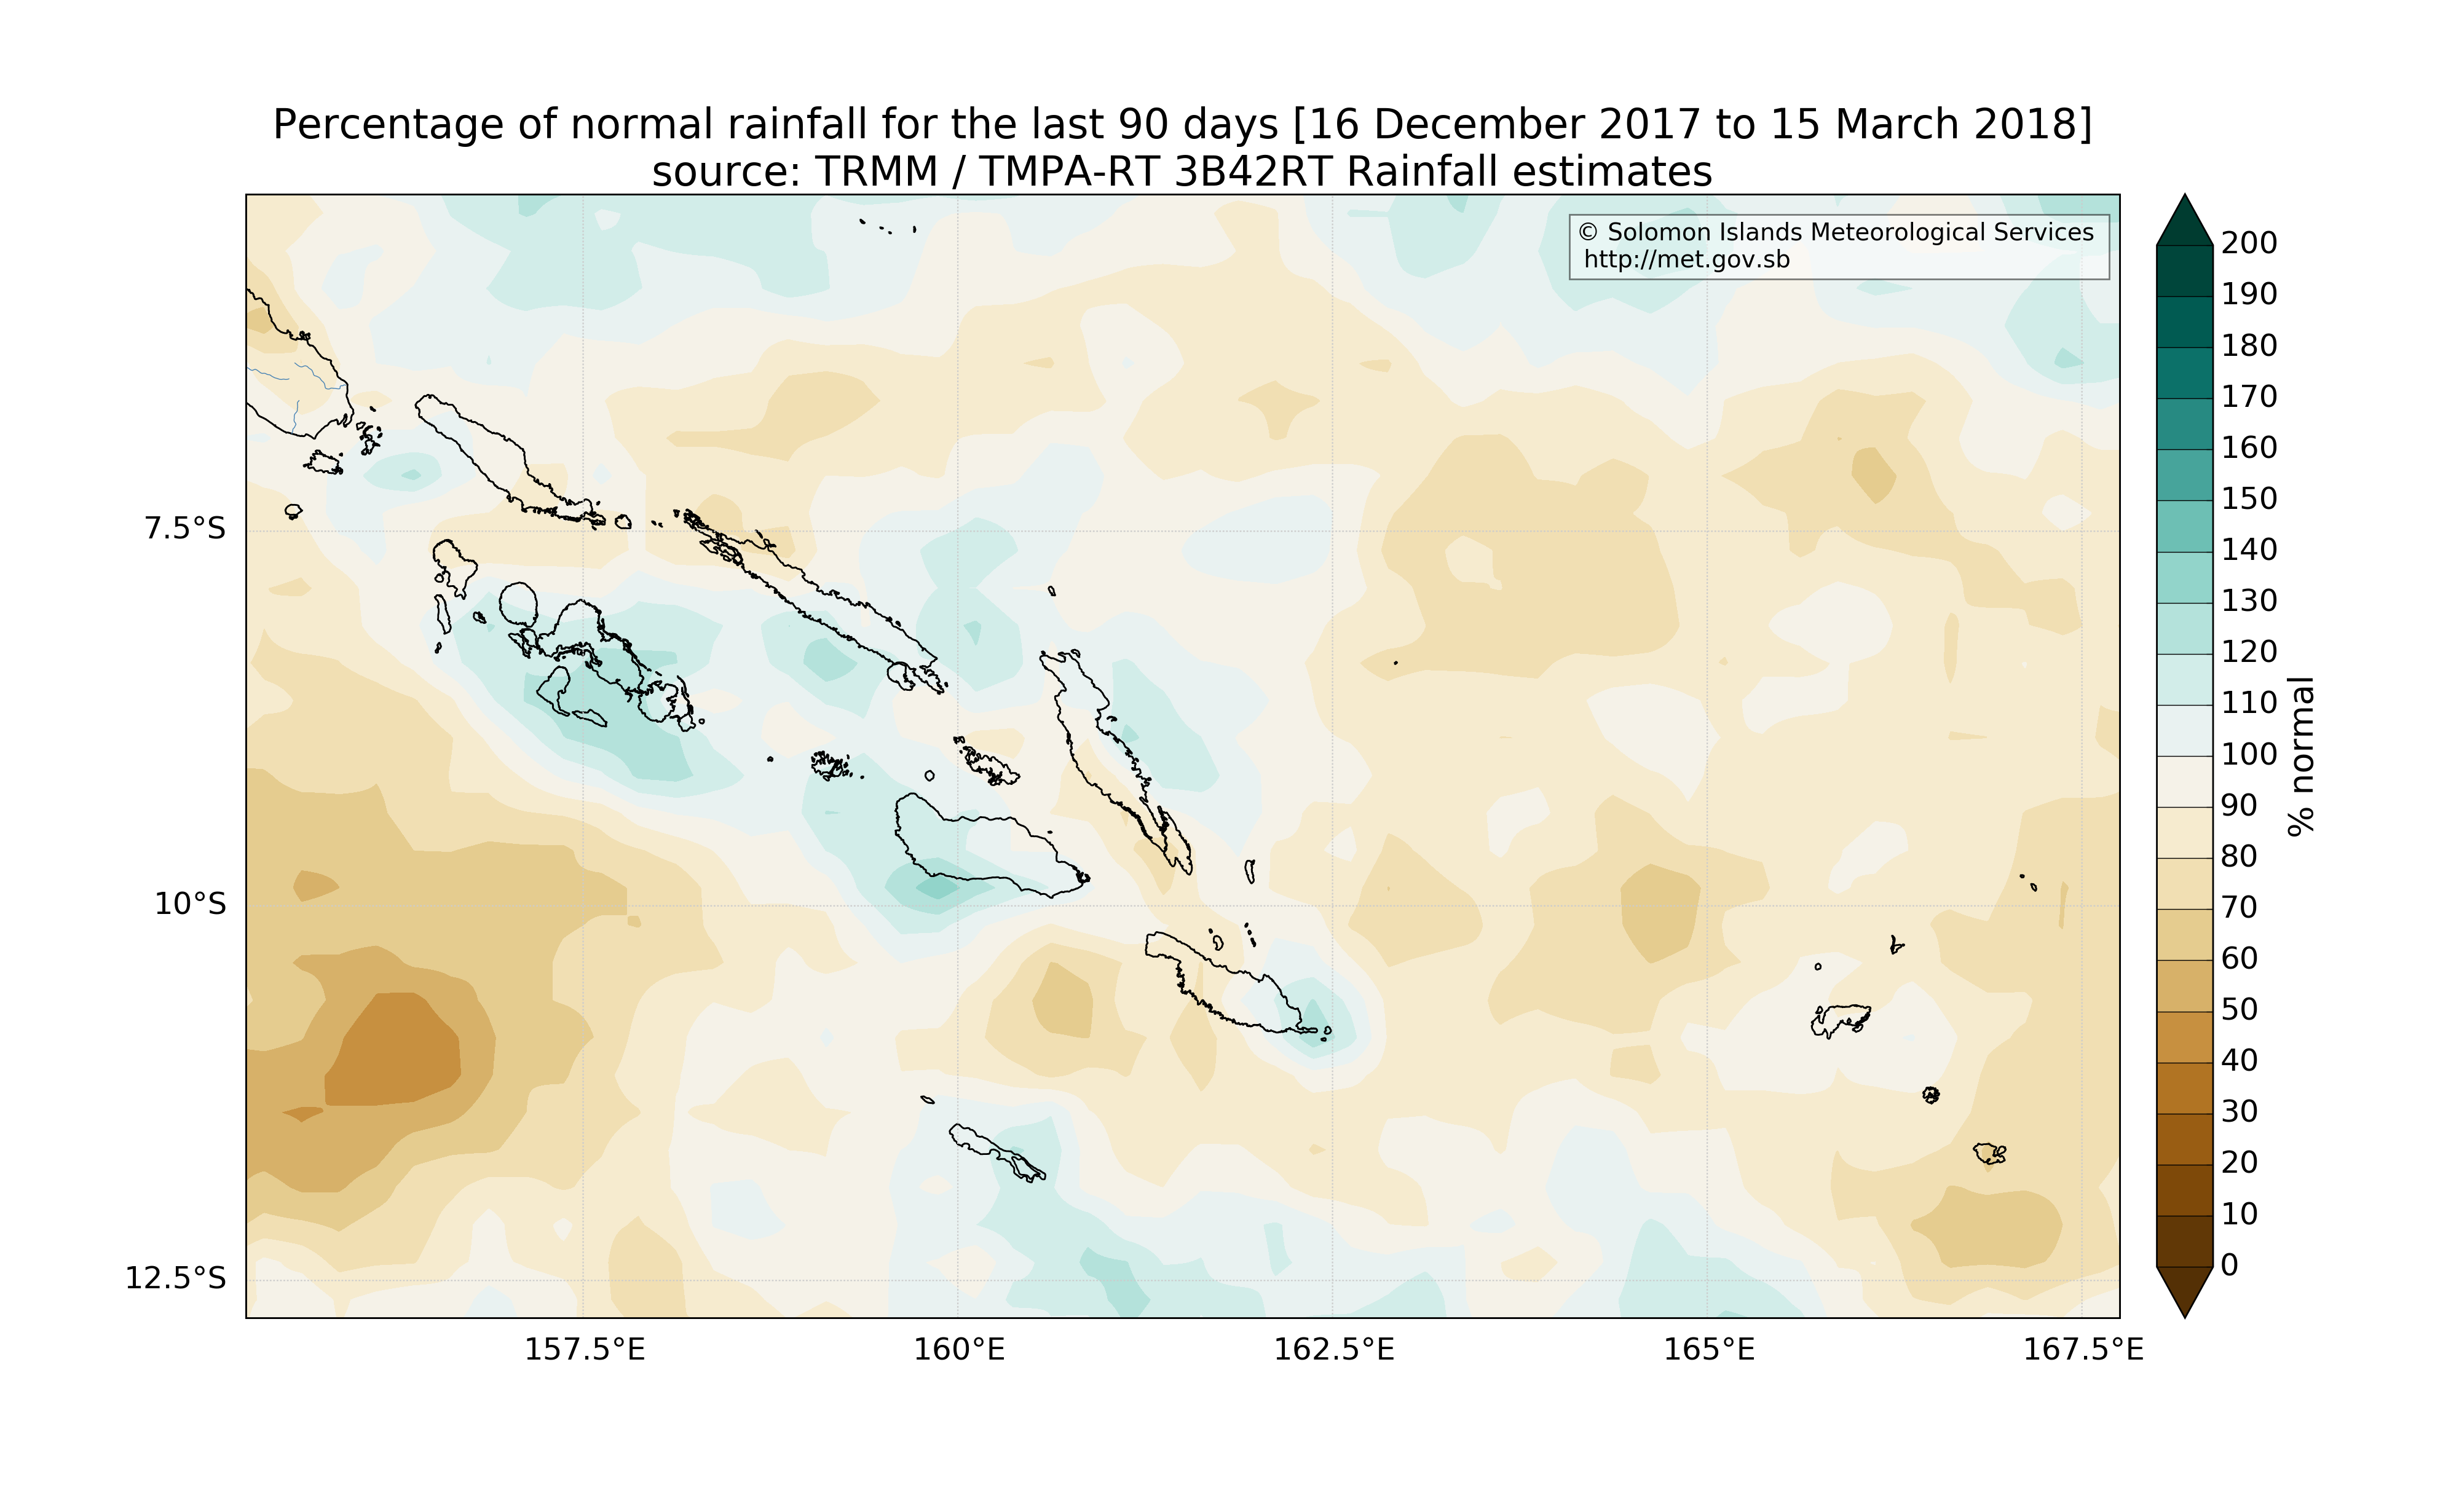 Percentage of normal rainfall for the last 90 days [16 December 2017 to 15 March 2018]
source: TRMM / TMPA-RT 3B42RT Rainfall estimates
© Solomon Islands Meteorological Services
http://met.gov.sb
7.5°S
10°S
12.5°S
157.5°E
160°E
162.5°E
165°E
167.5°E
200
190
180
170
160
150
140
130
120
110
100
90
80
70
60
50
40
30
20
10
0
% normal